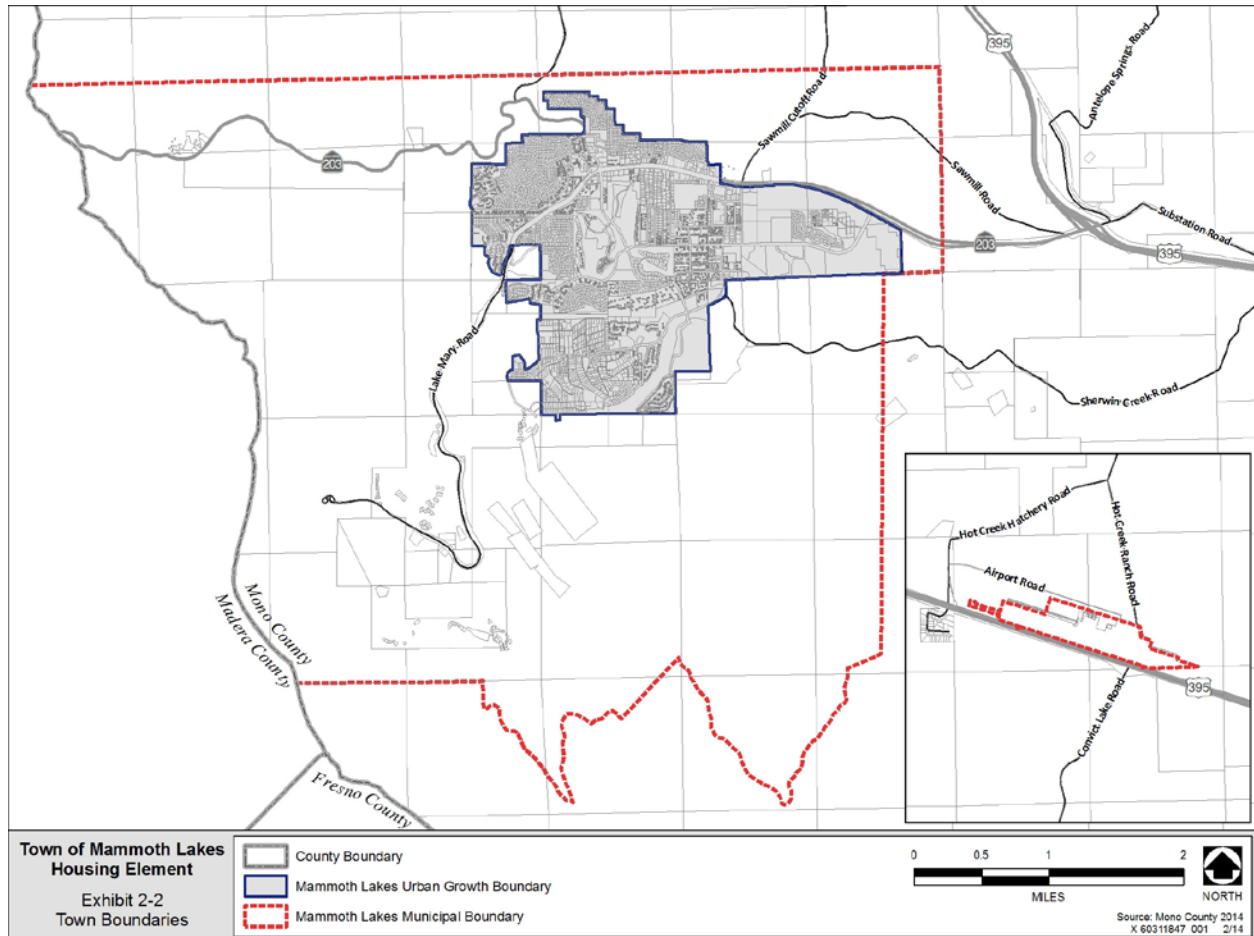 395
Antelope Springs Road
Sawmill Cutoff Road
203
Sawmill Road
Substation Road
203
395
Lake Mary Road
Sherwin Creek Road
Hot Creek Hatchery Road
Hot Creek Ranch Road
Airport Road
395
Convict Lake Road
Mono County
Madera County
Fresno County
Town of Mammoth Lakes
Housing Element
Exhibit 2-2
Town Boundaries
County Boundary
Mammoth Lakes Urban Growth Boundary
Mammoth Lakes Municipal Boundary
0 0.5 1 2
MILES
NORTH
Source: Mono County 2014
X 60311847 001 2/14